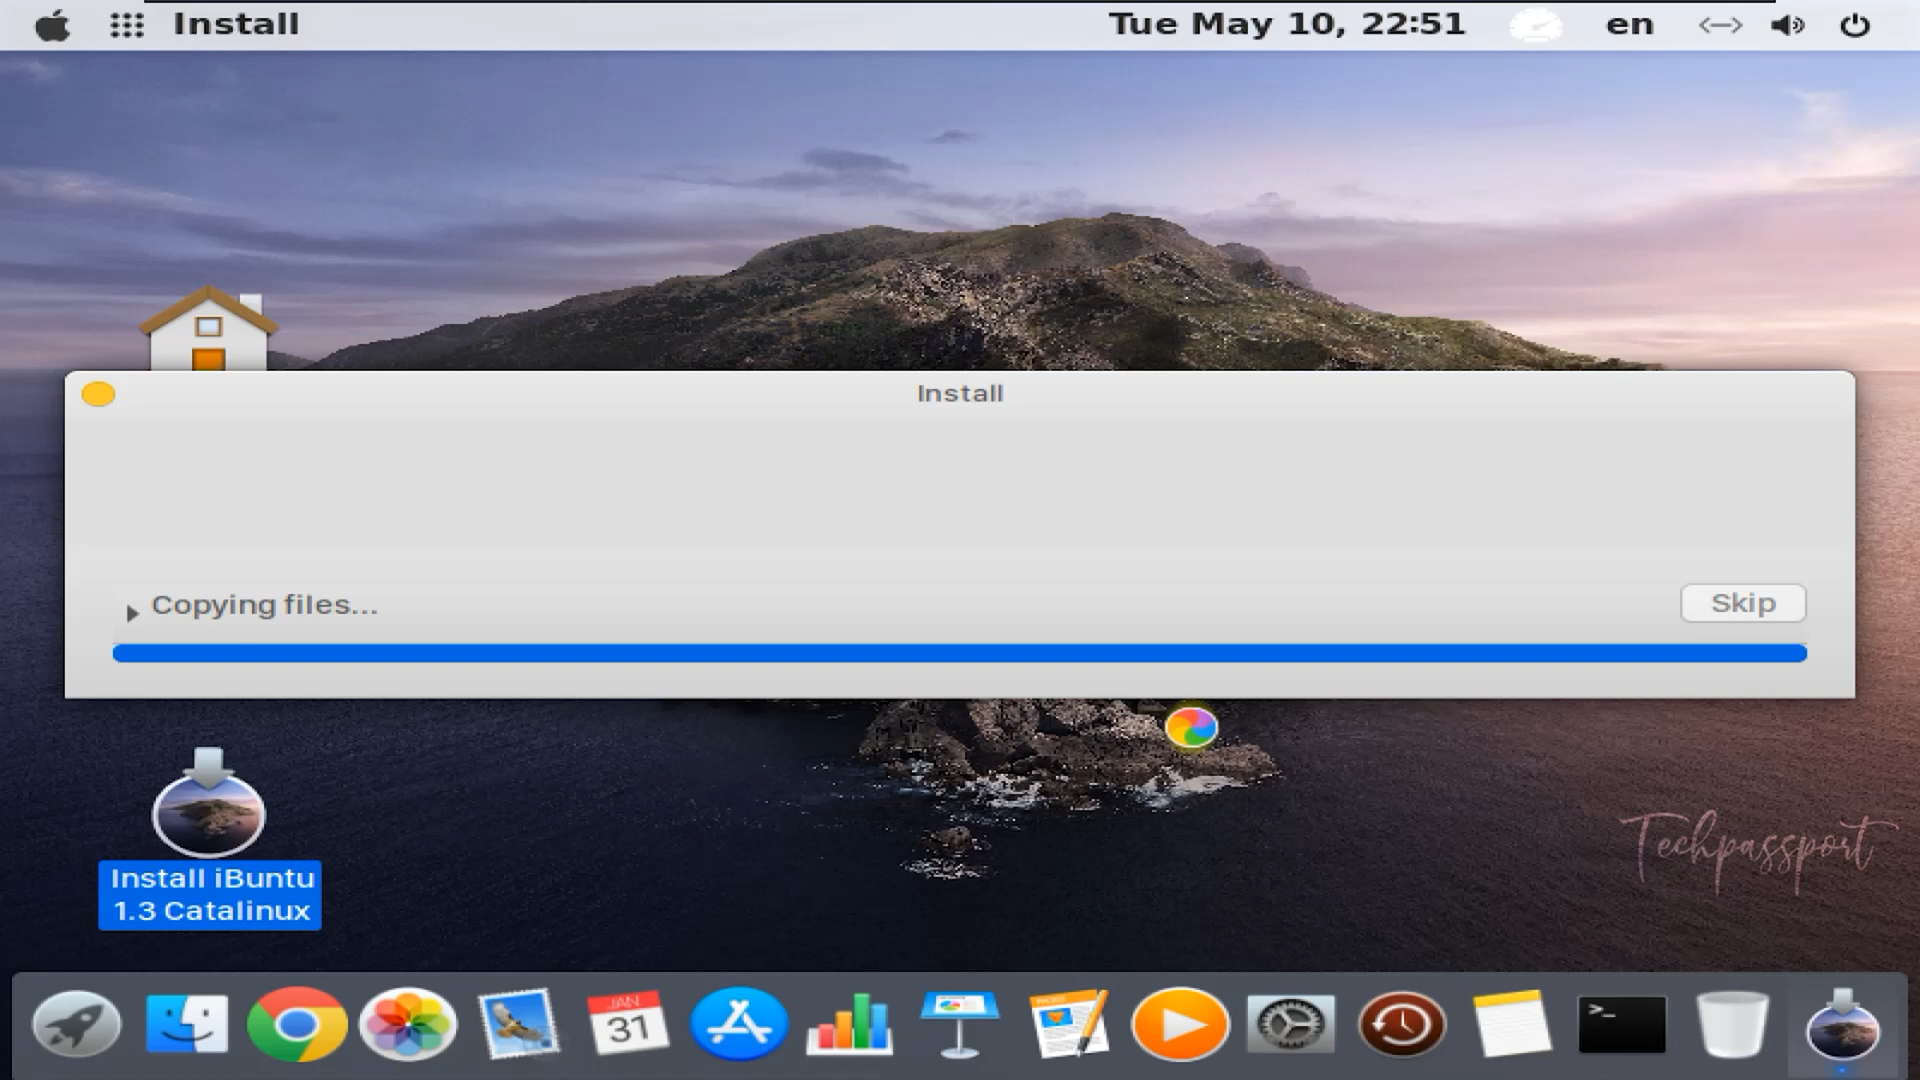 Install
Tue May 10, 22:51
en
Install
Copying files...
Skip
Install iBuntu
1.3 Catalinux
Techpassport
JAN
31
>_